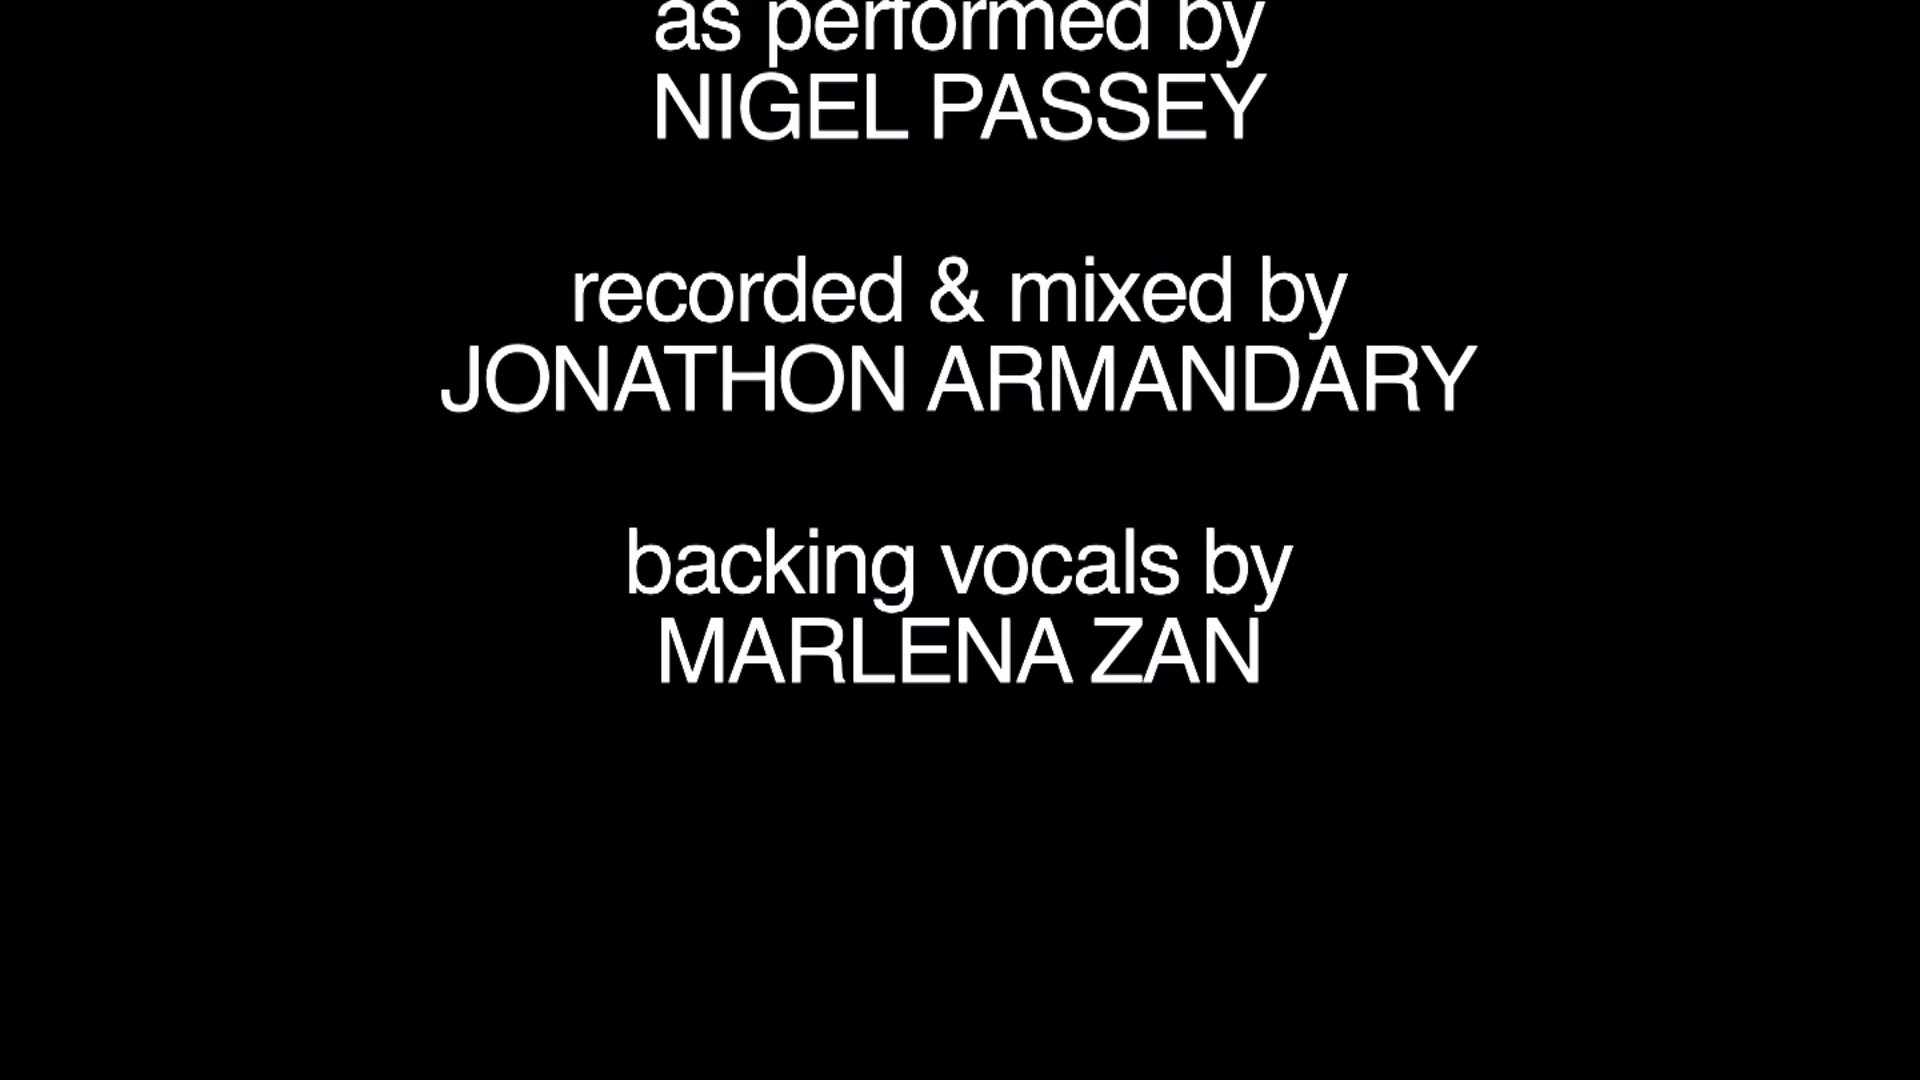 as performed by
NIGEL PASSEY
recorded & mixed by
JONATHON ARMANDARY
backing vocals by
MARLENA ZAN